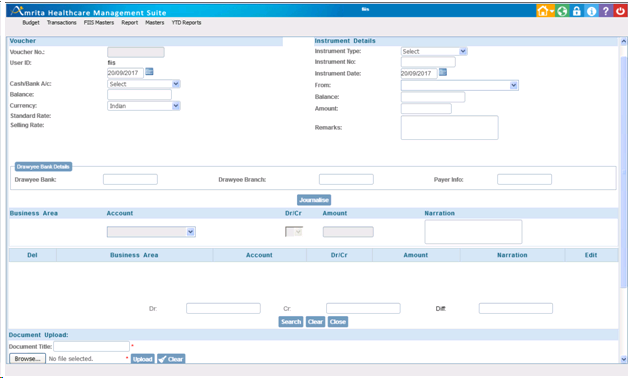 Amrita Healthcare Management Suite
fiis
Budget Transactions FIIS Masters Report Masters YTD Reports
Voucher
Instrument Details
Voucher No.:
Instrument Type: Select
User ID: fiis
Instrument No:
20/09/2017
Instrument Date: 20/09/2017
Cash/Bank A/c: Select
From:
Balance:
Balance:
Currency: Indian
Amount:
Standard Rate:
Selling Rate:
Remarks:
Drawyee Bank Details
Drawyee Bank: Drawyee Branch: Payer Info:
Journalise
Business Area Account Dr/Cr Amount Narration
Del Business Area Account Dr/Cr Amount Narration Edit
Dr: Cr: Diff:
Search Clear Close
Document Upload:
Document Title: *
Browse... No file selected. * Upload Clear